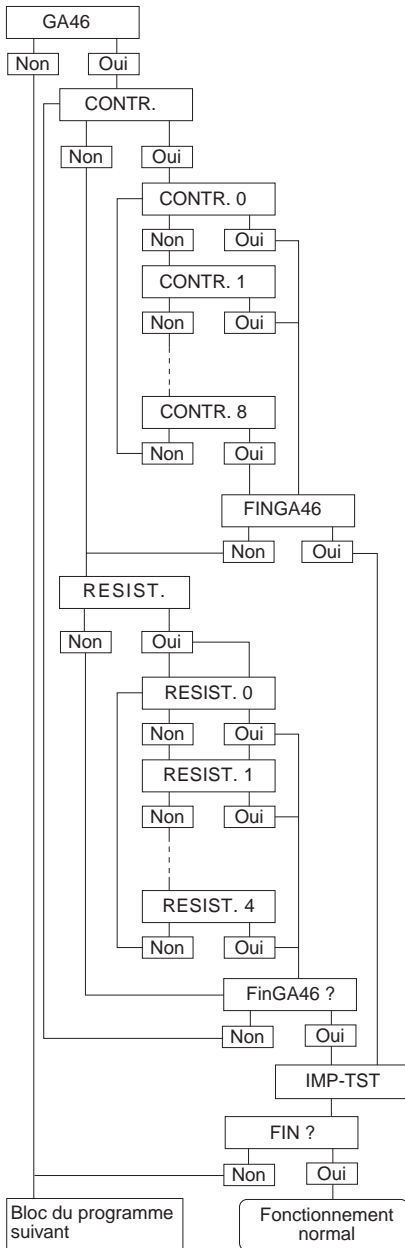 GA46
Non Oui
CONTR.
Non Oui
CONTR. 0
Non Oui
CONTR. 1
Non Oui
CONTR. 8
Non Oui
FINGA46
Non Oui
RESIST.
Non Oui
RESIST. 0
Non Oui
RESIST. 1
Non Oui
RESIST. 4
Non Oui
FinGA46 ?
Non Oui
IMP-TST
FIN ?
Non Oui
Bloc du programme
suivant
Fonctionnement
normal